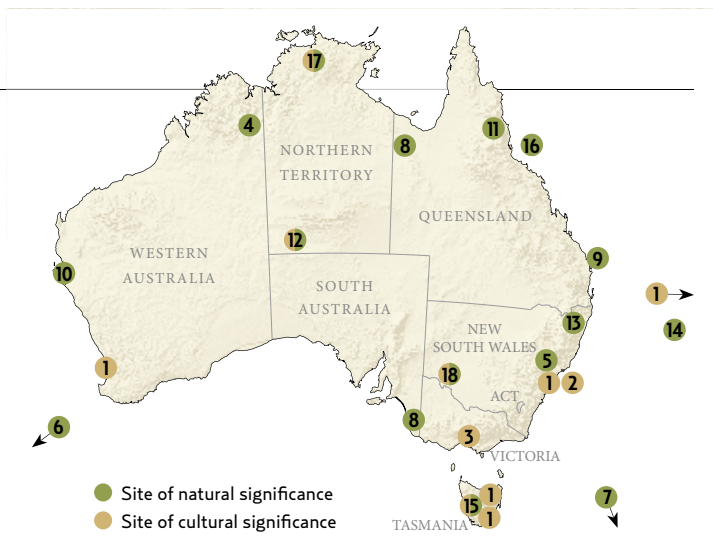 17
4
11
8
16
NORTHERN
TERRITORY
QUEENSLAND
12
9
WESTERN
AUSTRALIA
10
SOUTH
AUSTRALIA
1
13
14
NEW
SOUTH WALES
5
1
18
1
2
ACT
8
6
3
VICTORIA
Site of natural significance
1
7
15
Site of cultural significance
TASMANIA
1